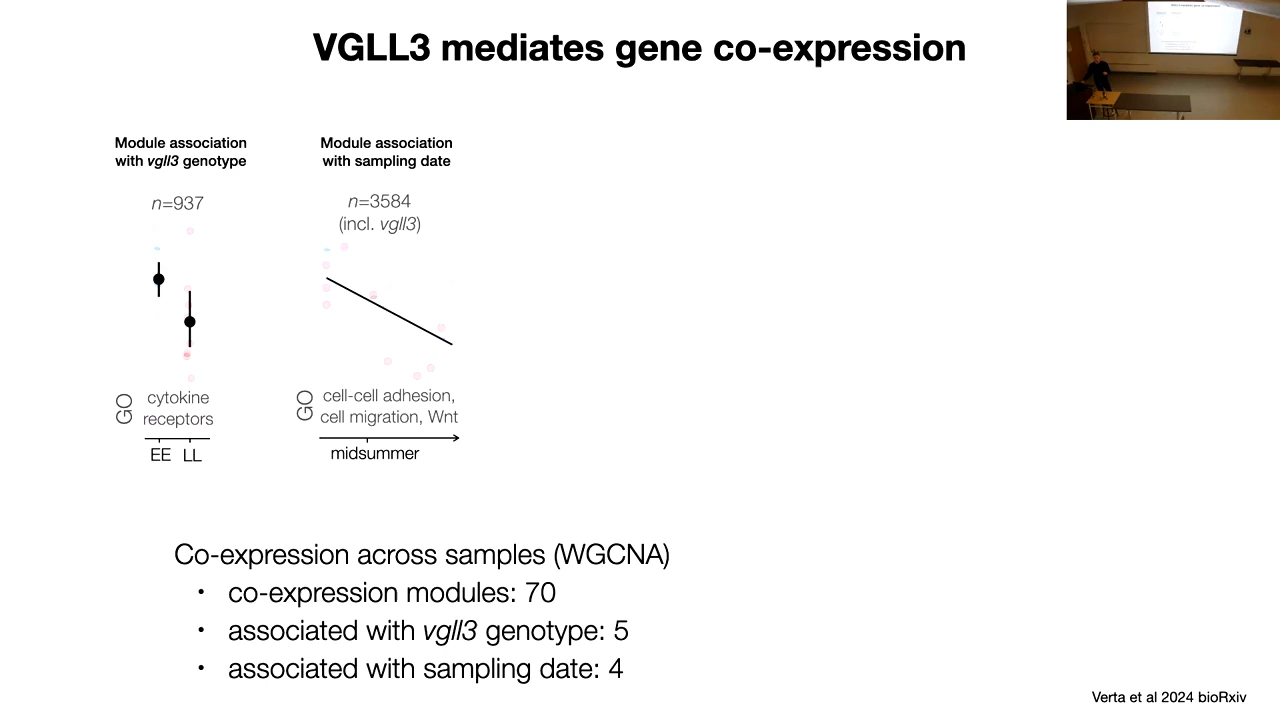 VGLL3 mediates gene co-expression
Module association
with vgll3 genotype
n=937
GO
cytokine
receptors
EE LL
Module association
with sampling date
n=3584
(incl. vgll3)
GO
cell-cell adhesion,
cell migration, Wnt
midsummer
Co-expression across samples (WGCNA)
• co-expression modules: 70
• associated with vgll3 genotype: 5
• associated with sampling date: 4
Verta et al 2024 bioRxiv